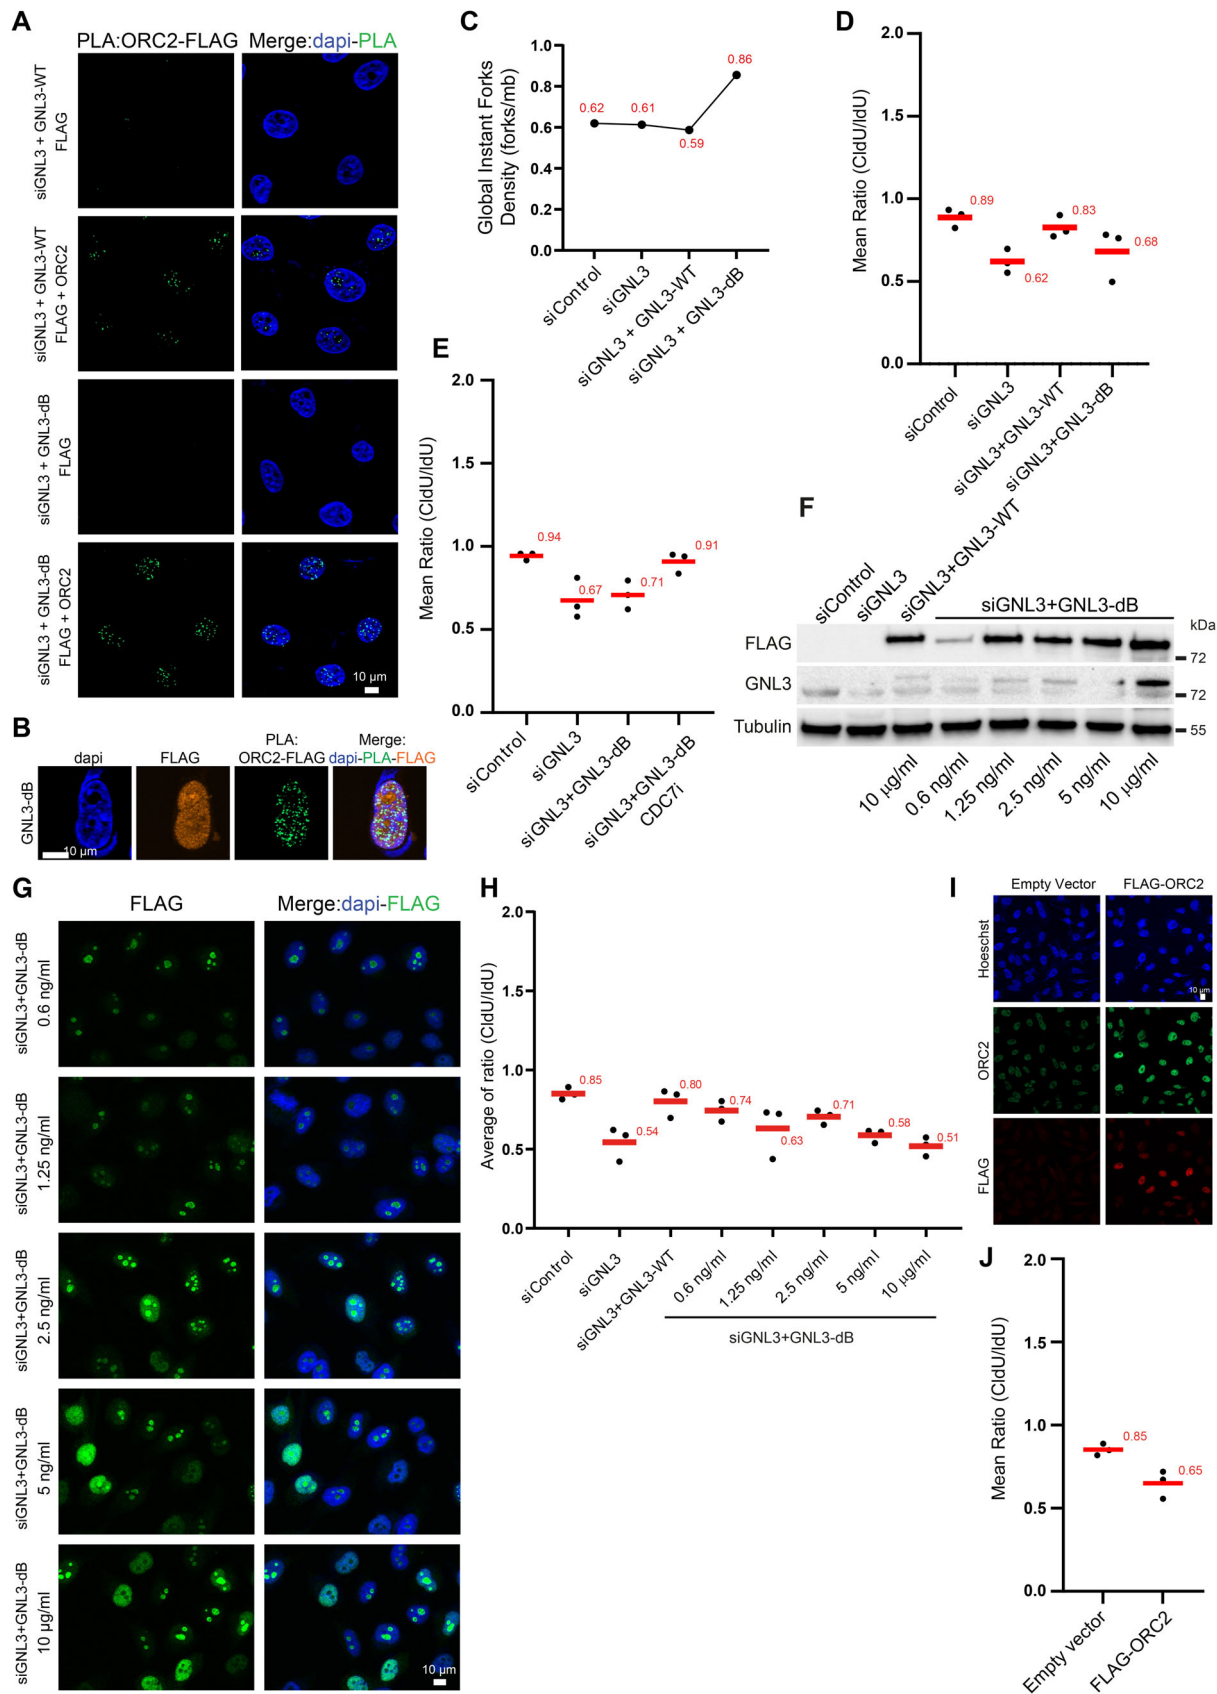 A
PLA:ORC2-FLAG
Merge:dapi-PLA
siGNL3 + GNL3-WT
FLAG
siGNL3 + GNL3-WT
FLAG + ORC2
siGNL3 + GNL3-dB
FLAG
siGNL3 + GNL3-dB
FLAG + ORC2
10 µm
B
dapi
FLAG
PLA:
ORC2-FLAG
Merge:
dapi-PLA-FLAG
GNL3-dB
10 µm
C
Global Instant Forks
Density (forks/mb)
1.0
0.8
0.6
0.4
0.2
0.0
0.62
0.61
0.59
0.86
siControl
siGNL3
siGNL3 + GNL3-WT
siGNL3 + GNL3-dB
D
Mean Ratio (CldU/IdU)
2.0
1.5
1.0
0.5
0.0
0.89
0.62
0.83
0.68
siControl
siGNL3
siGNL3+GNL3-WT
siGNL3+GNL3-dB
E
Mean Ratio (CldU/IdU)
2.0
1.5
1.0
0.5
0.0
0.94
0.67
0.71
0.91
siControl
siGNL3
siGNL3+GNL3-dB
siGNL3+GNL3-dB
CDC7i
F
siControl
siGNL3
siGNL3+GNL3-WT
siGNL3+GNL3-dB
kDa
FLAG
72
GNL3
72
Tubulin
55
10 µg/ml
0.6 ng/ml
1.25 ng/ml
2.5 ng/ml
5 ng/ml
10 µg/ml
G
FLAG
Merge:dapi-FLAG
siGNL3+GNL3-dB
0.6 ng/ml
siGNL3+GNL3-dB
1.25 ng/ml
siGNL3+GNL3-dB
2.5 ng/ml
siGNL3+GNL3-dB
5 ng/ml
siGNL3+GNL3-dB
10 µg/ml
10 µm
H
Average of ratio (CldU/IdU)
2.0
1.5
1.0
0.5
0.0
0.85
0.54
0.80
0.74
0.63
0.71
0.58
0.51
siControl
siGNL3
siGNL3+GNL3-WT
0.6 ng/ml
1.25 ng/ml
2.5 ng/ml
5 ng/ml
10 µg/ml
siGNL3+GNL3-dB
I
Empty Vector
FLAG-ORC2
Hoeschst
10 µm
ORC2
FLAG
J
Mean Ratio (CldU/IdU)
2.0
1.5
1.0
0.5
0.0
0.85
0.65
Empty vector
FLAG-ORC2